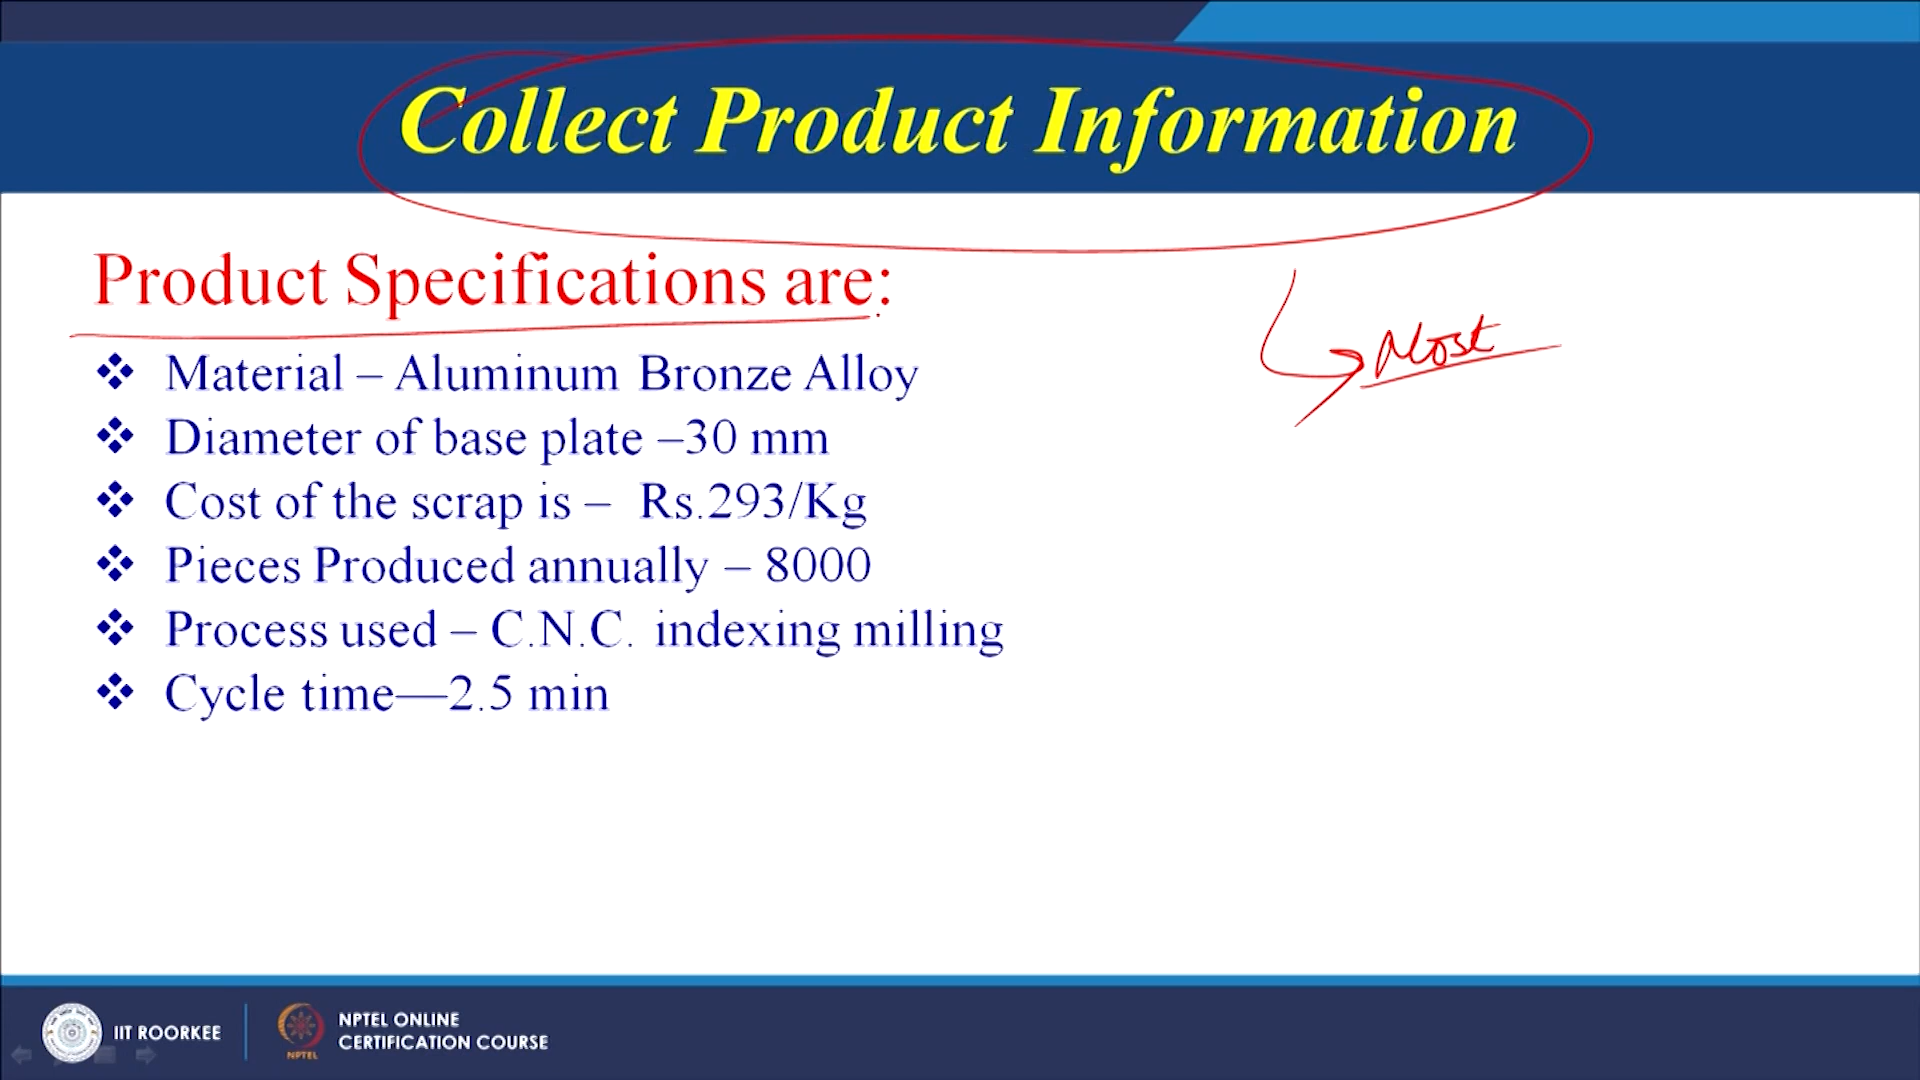 Collect Product Information
Product Specifications are:
Most
❖ Material – Aluminum Bronze Alloy
❖ Diameter of base plate –30 mm
❖ Cost of the scrap is – Rs.293/Kg
❖ Pieces Produced annually – 8000
❖ Process used – C.N.C. indexing milling
❖ Cycle time—2.5 min
IIT ROORKEE
NPTEL
NPTEL ONLINE
CERTIFICATION COURSE